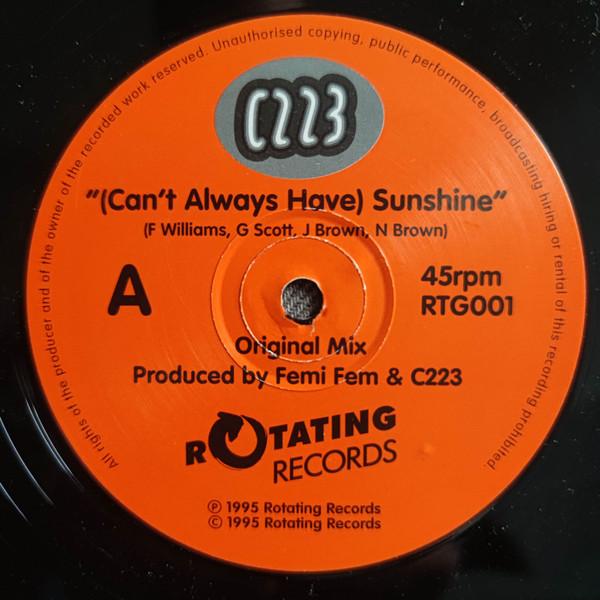 All rights of the producer and of the owner of the recorded work reserved. Unauthorised copying, public performance, broadcasting hiring or rental of this recording prohibited.
C223
"(Can't Always Have) Sunshine"
(F Williams, G Scott, J Brown, N Brown)
A
45rpm
RTG001
Original Mix
Produced by Femi Fem & C223
ROTATING
RECORDS
℗ 1995 Rotating Records
© 1995 Rotating Records